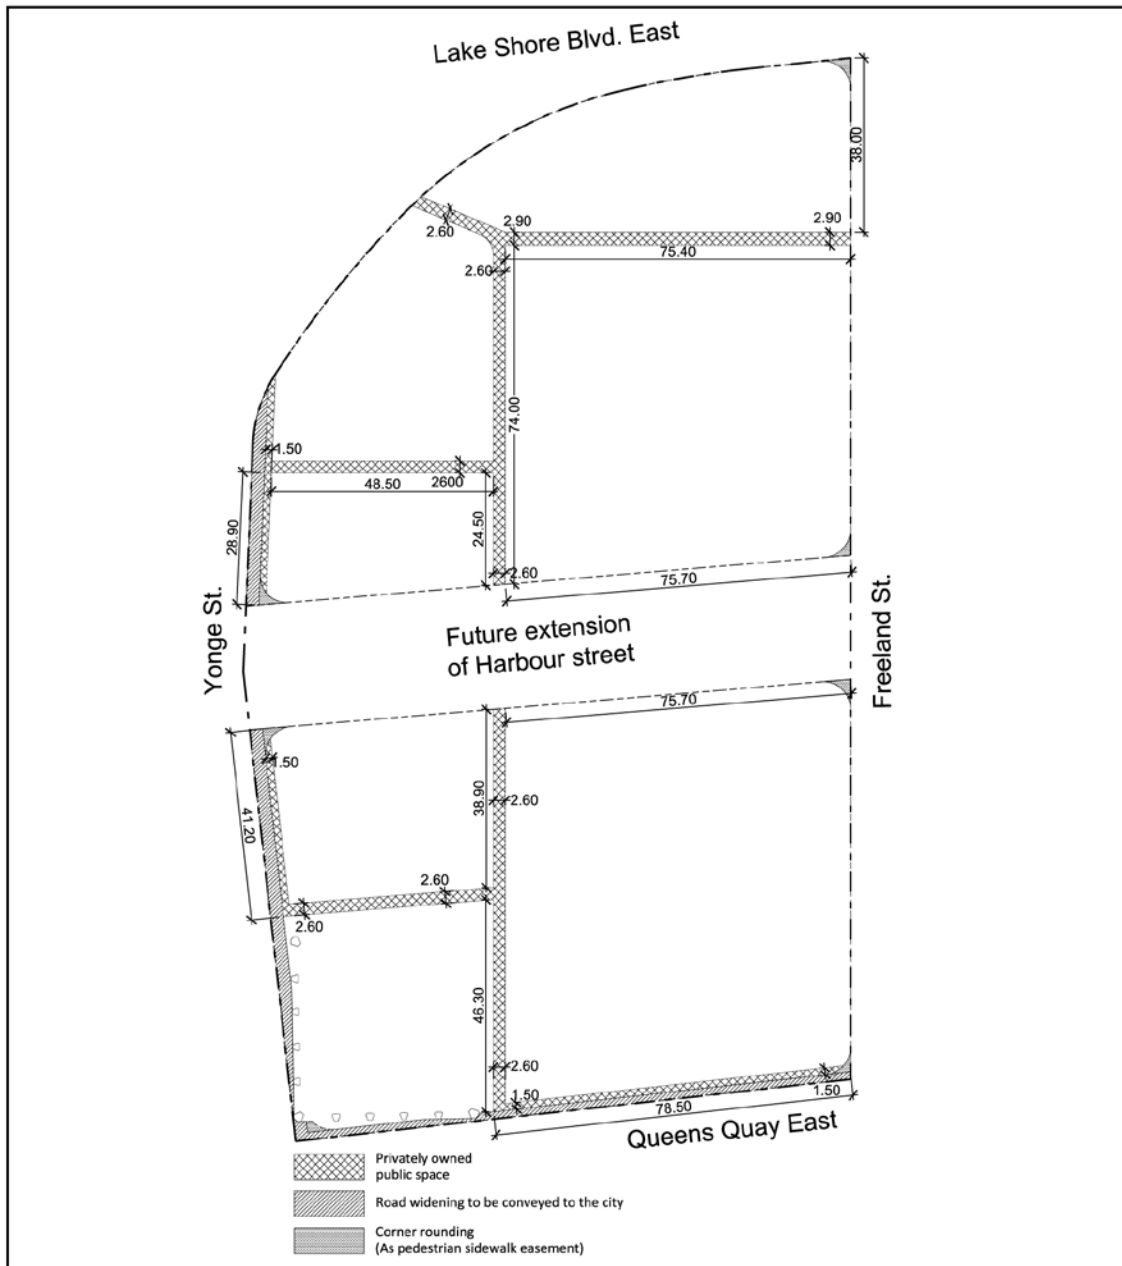 Lake Shore Blvd. East
38.00
2.90
2.90
2.60
75.40
2.60
74.00
1.50
48.50
2600
24.50
28.90
2.60
75.70
Yonge St.
Future extension
of Harbour street
Freeland St.
75.70
1.50
38.90
2.60
41.20
2.60
2.60
46.30
2.60
1.50
1.50
78.50
Queens Quay East
Privately owned
public space
Road widening to be conveyed to the city
Corner rounding
(As pedestrian sidewalk easement)